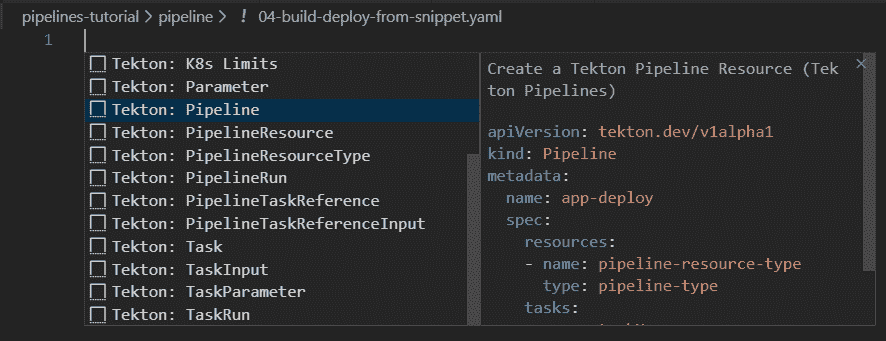 pipelines-tutorial > pipeline > ! 04-build-deploy-from-snippet.yaml
1
Tekton: K8s Limits
Tekton: Parameter
Tekton: Pipeline
Tekton: PipelineResource
Tekton: PipelineResourceType
Tekton: PipelineRun
Tekton: PipelineTaskReference
Tekton: PipelineTaskReferenceInput
Tekton: Task
Tekton: TaskInput
Tekton: TaskParameter
Tekton: TaskRun
Create a Tekton Pipeline Resource (Tek
ton Pipelines)
apiVersion: tekton.dev/v1alpha1
kind: Pipeline
metadata:
  name: app-deploy
  spec:
    resources:
    - name: pipeline-resource-type
      type: pipeline-type
    tasks: